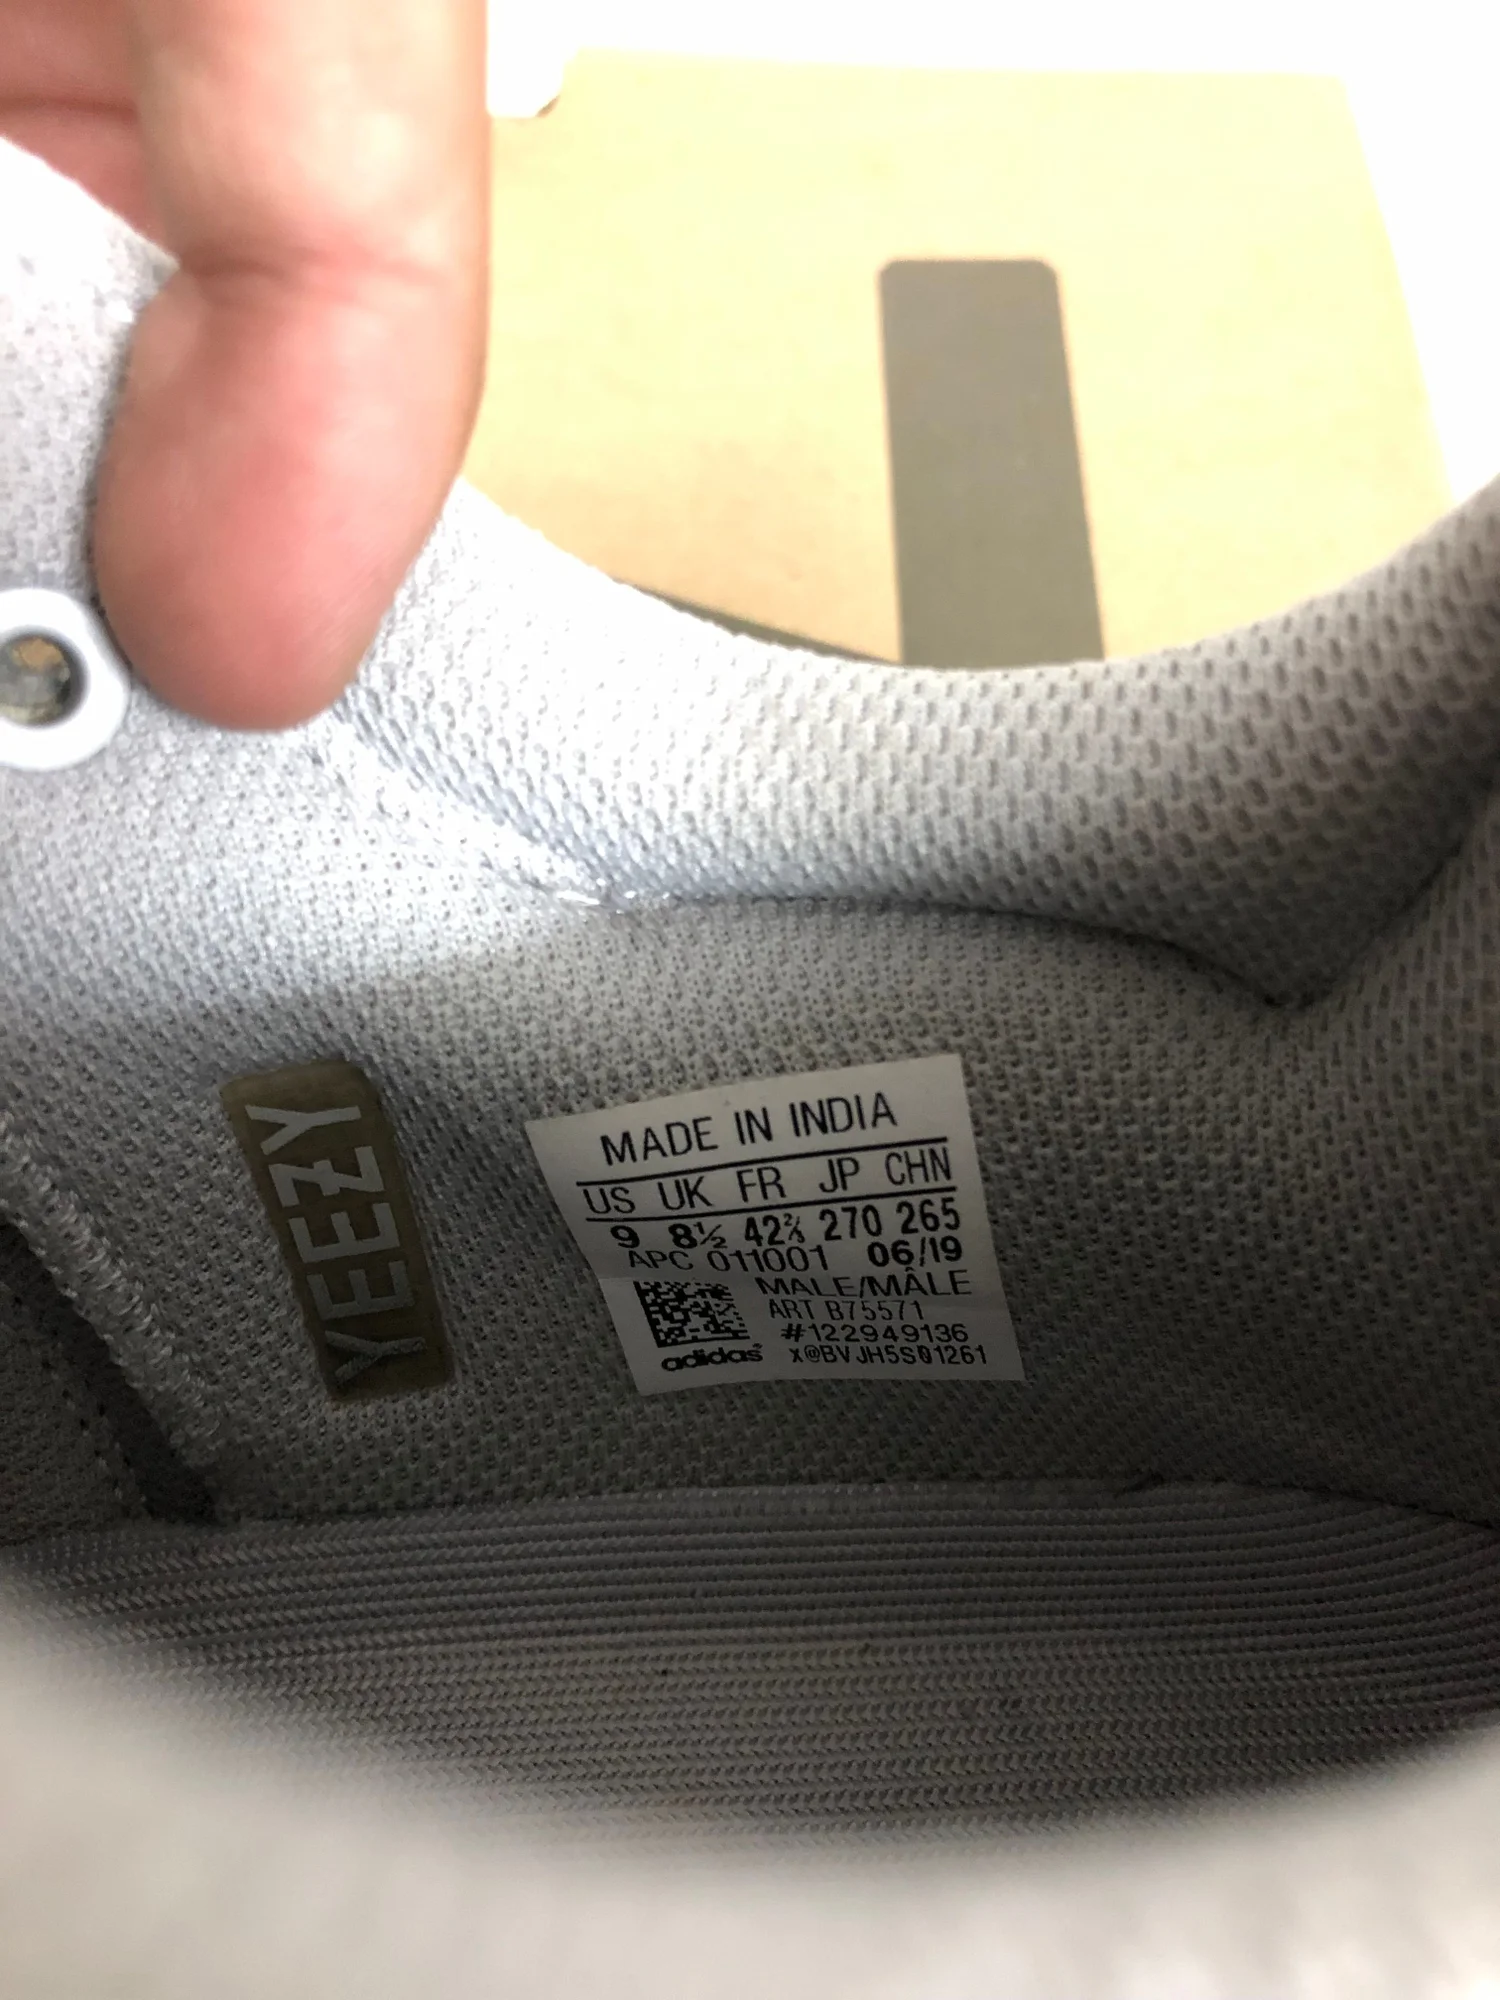 YEEZY
MADE IN INDIA
US UK FR JP CHN
9 8½ 42⅔ 270 265
APC 011001 06/19
MALE/MÂLE
ART B75571
#122949136
adidas x@BVJH5S01261